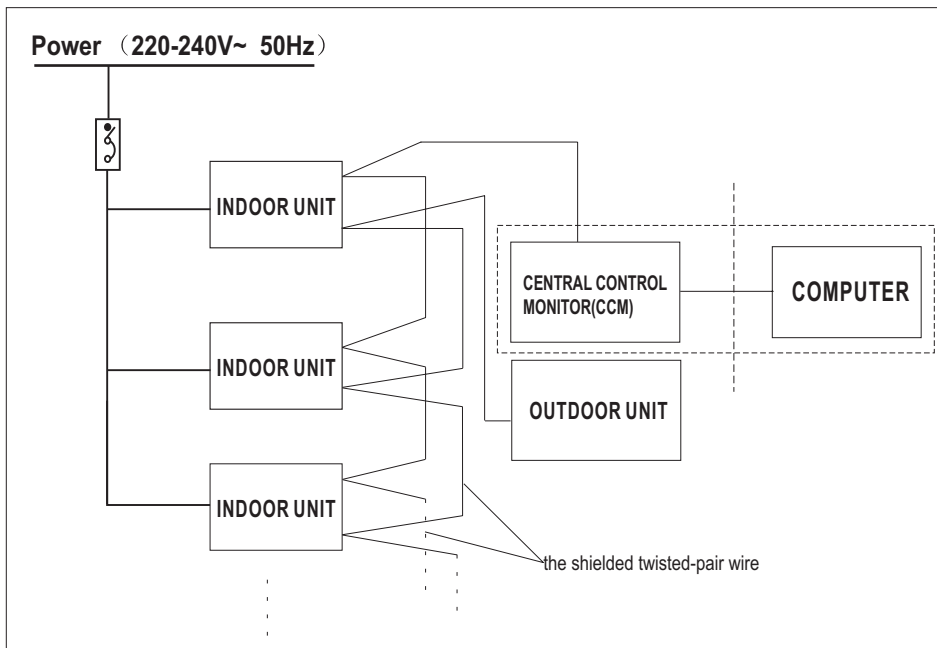 Power （220-240V~ 50Hz）
INDOOR UNIT
CENTRAL CONTROL
MONITOR(CCM)
COMPUTER
INDOOR UNIT
OUTDOOR UNIT
INDOOR UNIT
the shielded twisted-pair wire